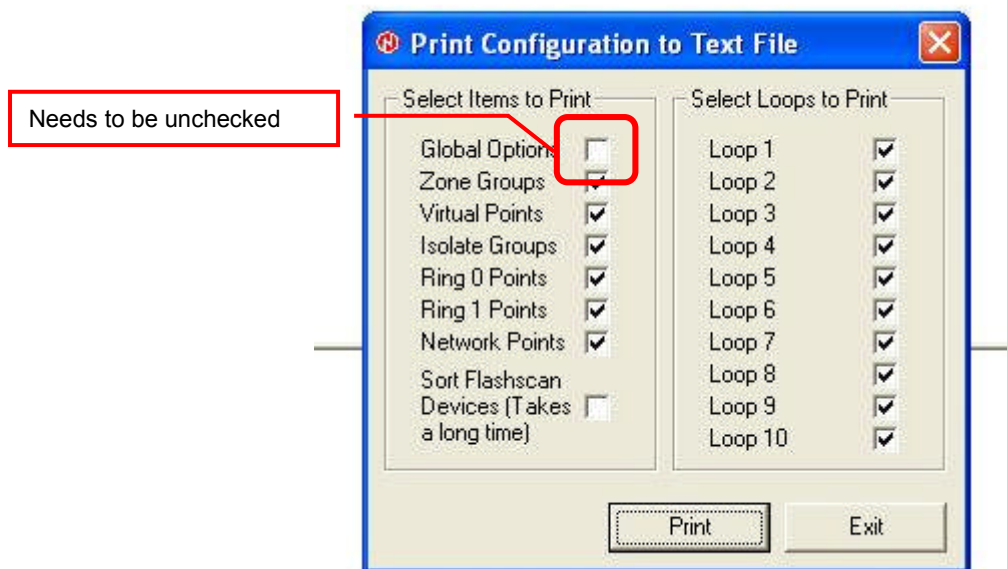 Print Configuration to Text File
Needs to be unchecked
Select Items to Print
Global Options
Zone Groups
Virtual Points
Isolate Groups
Ring 0 Points
Ring 1 Points
Network Points
Sort Flashscan
Devices (Takes
a long time)
Select Loops to Print
Loop 1
Loop 2
Loop 3
Loop 4
Loop 5
Loop 6
Loop 7
Loop 8
Loop 9
Loop 10
Print
Exit